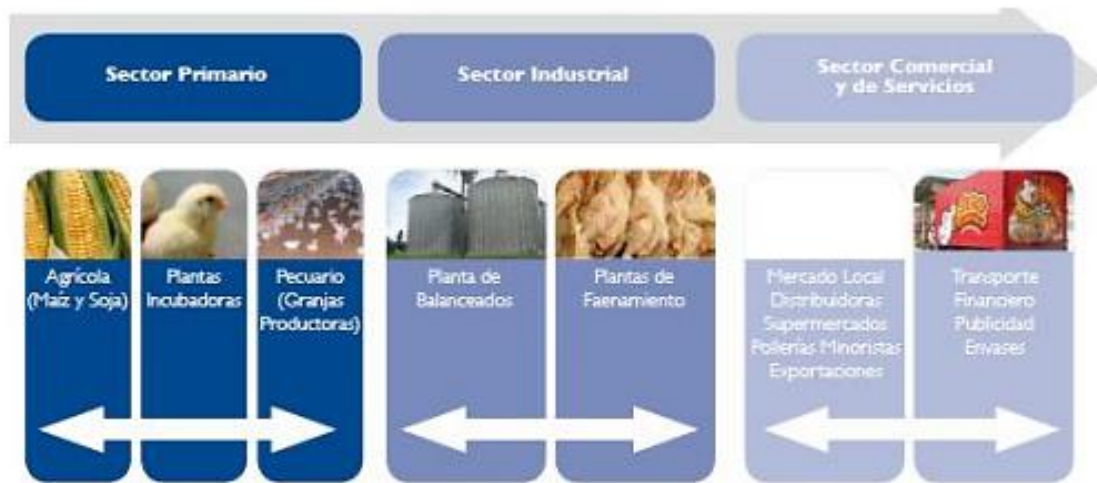 Sector Primario
Sector Industrial
Sector Comercial
y de Servicios
Agrícola
(Maíz y Soja)
Plantas
Incubadoras
Pecuario
(Granjas
Productoras)
Planta de
Balanceados
Plantas de
Faenamiento
Mercado Local
Distribuidoras
Supermercados
Pollerías Minoristas
Exportaciones
Transporte
Financiero
Publicidad
Envases